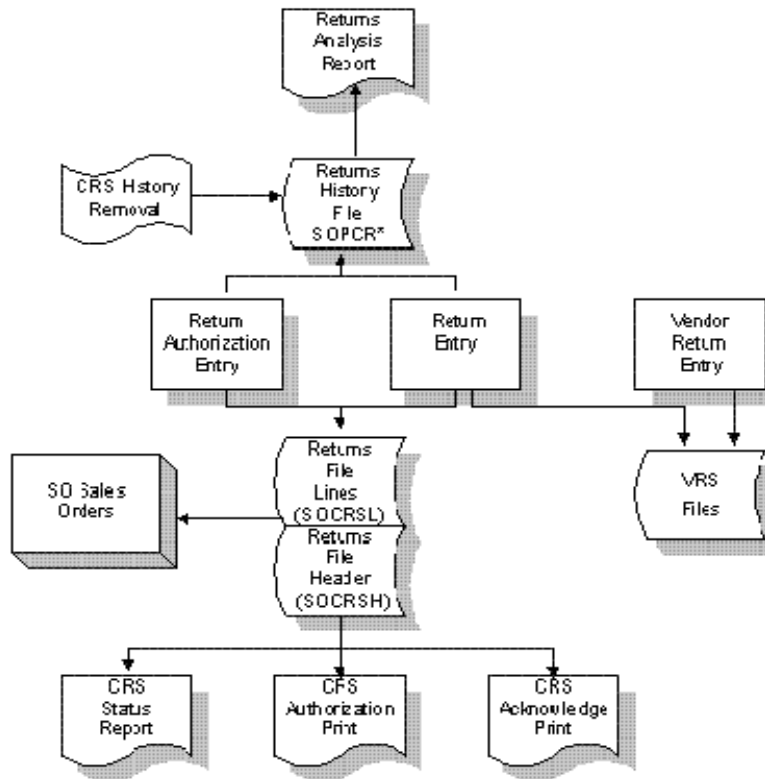 Returns
Analysis
Report
CRS History
Removal
Returns
History
File
SOPCR*
Return
Authorization
Entry
Return
Entry
Vendor
Return
Entry
Returns
File
Lines
(SOCRSL)
SO Sales
Orders
VRS
Files
Returns
File
Header
(SOCRSH)
CRS
Status
Report
CRS
Authorization
Print
CRS
Acknowledge
Print